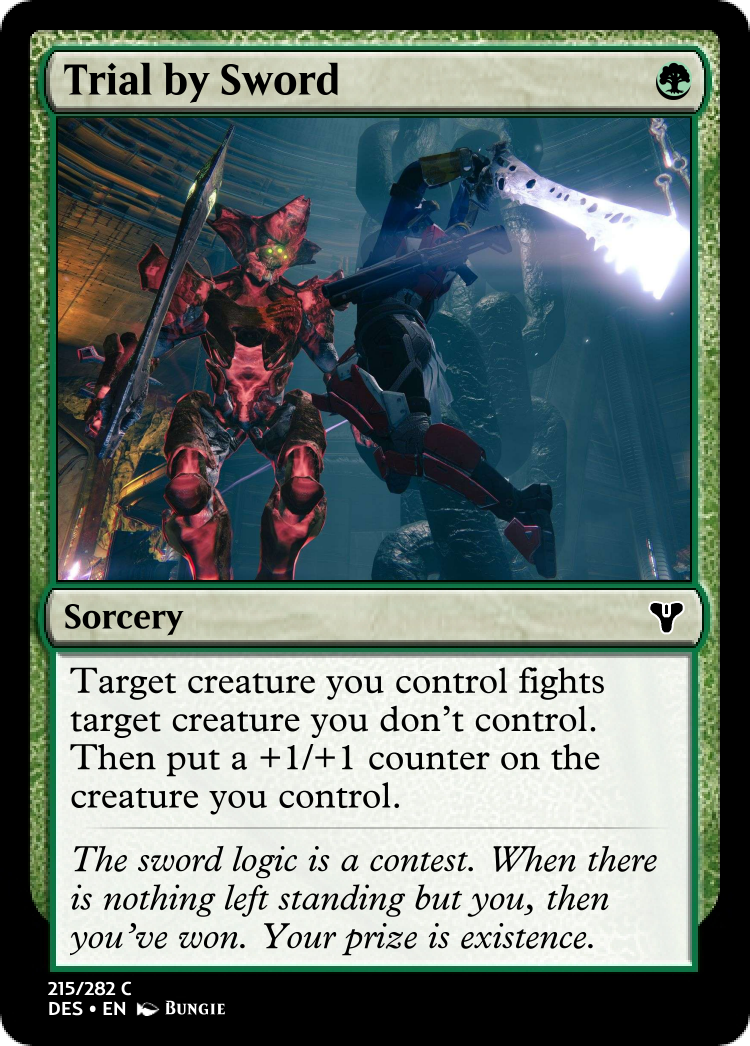 Trial by Sword
Sorcery
Target creature you control fights
target creature you don't control.
Then put a +1/+1 counter on the
creature you control.
The sword logic is a contest. When there
is nothing left standing but you, then
you've won. Your prize is existence.
215/282 C
DES • EN Bungie